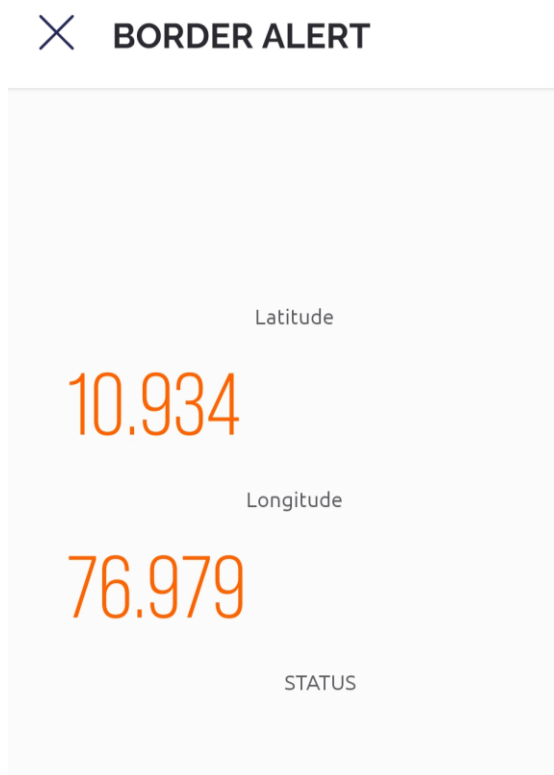 BORDER ALERT
Latitude
10.934
Longitude
76.979
STATUS